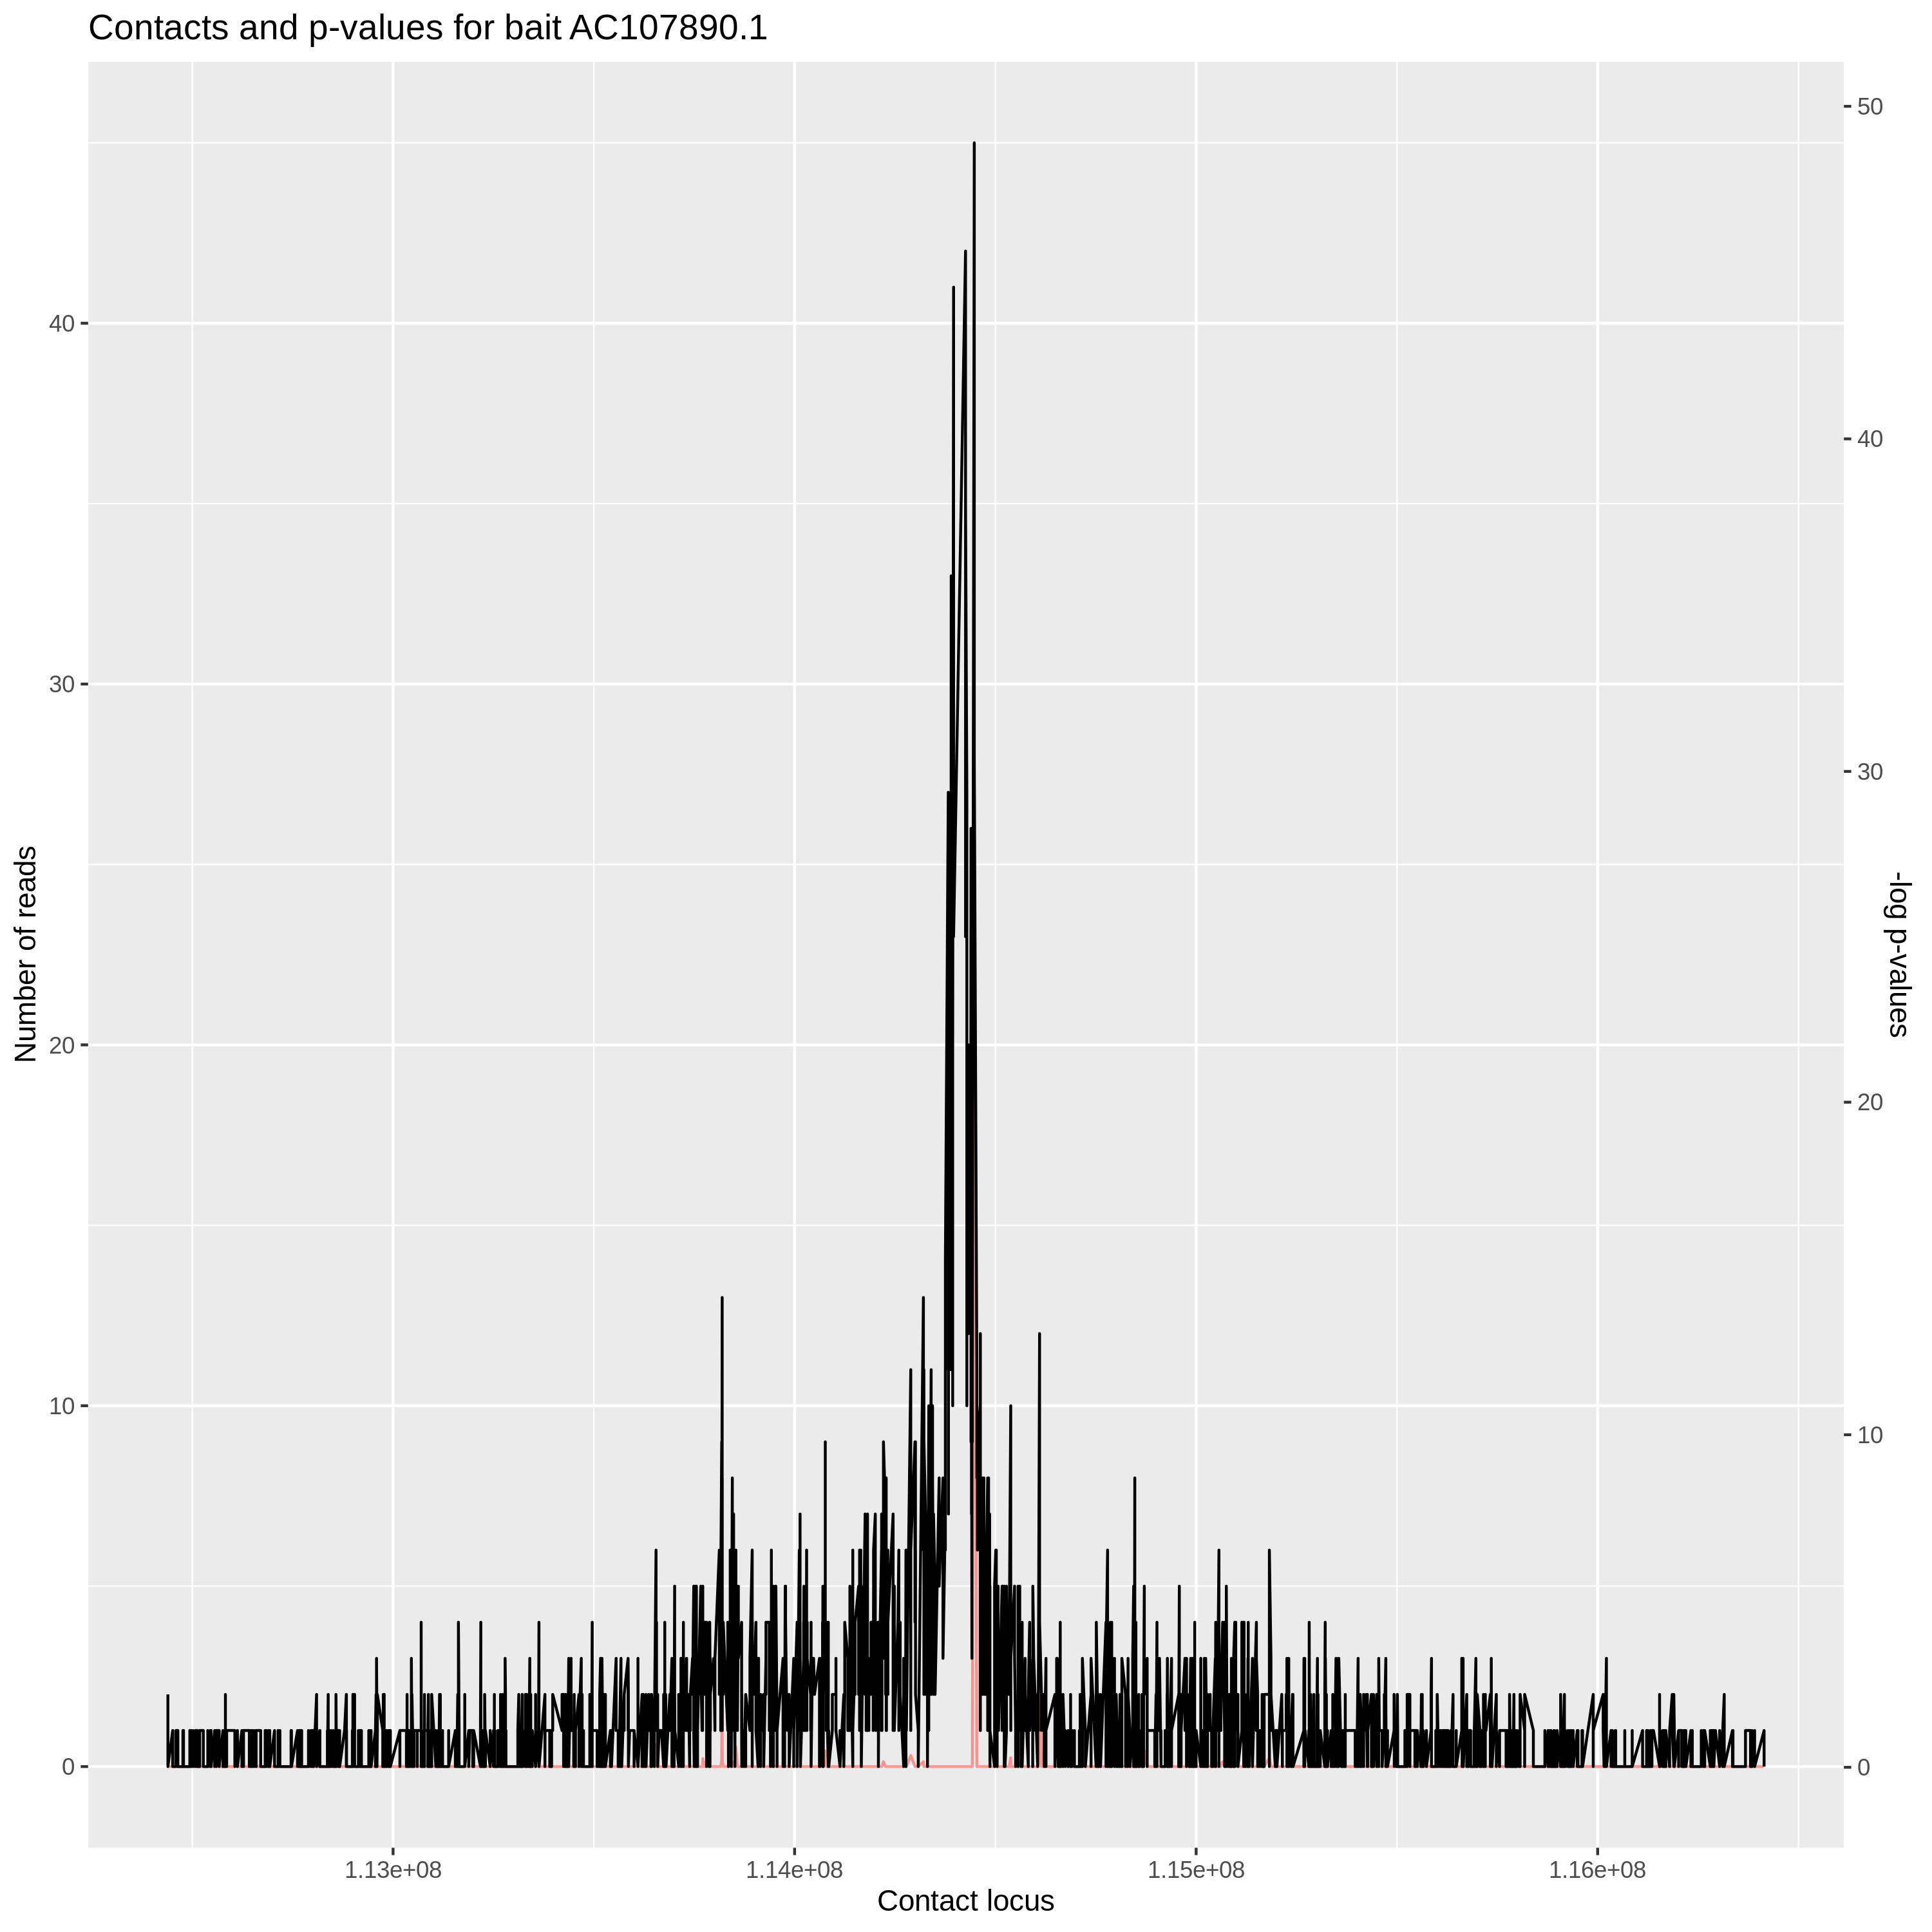 Contacts and p-values for bait AC107890.1
50
40
40
30
30
20
20
10
10
0
0
Number of reads
-log p-values
1.13e+08
1.14e+08
1.15e+08
1.16e+08
Contact locus